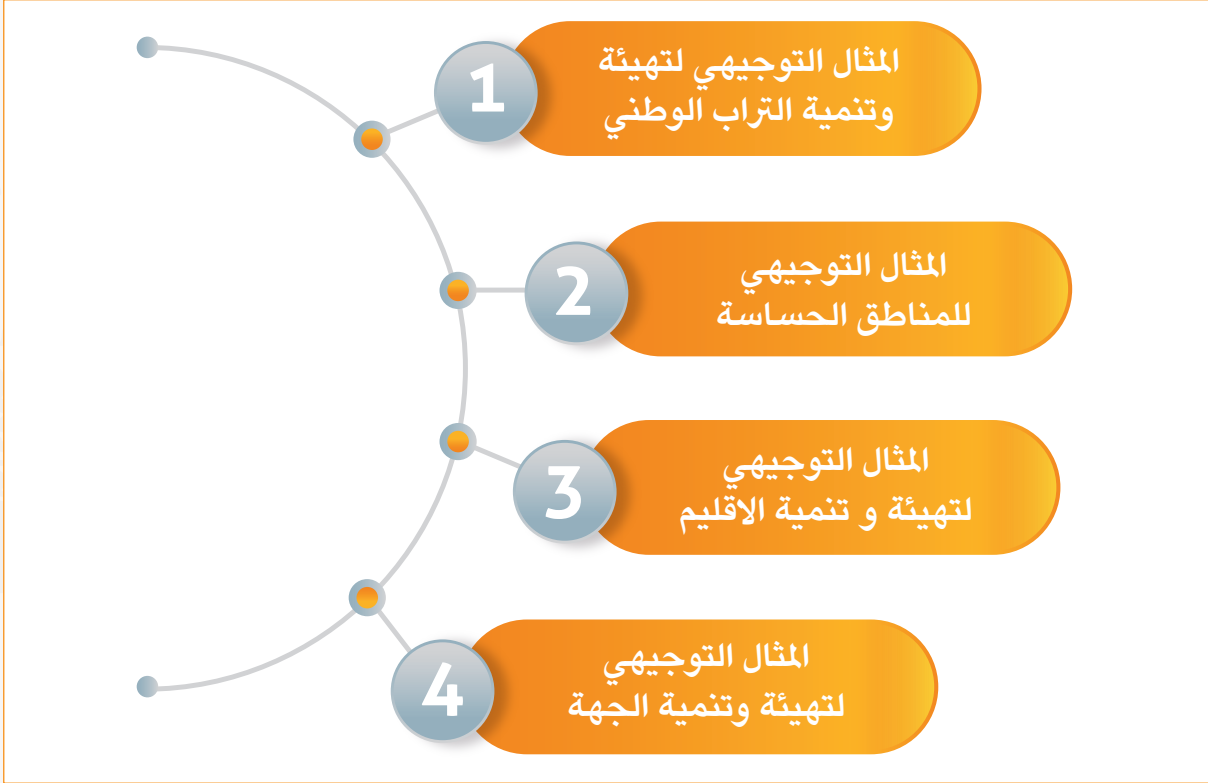 1
المثال التوجيهي لتهيئة
وتنمية التراب الوطني
2
المثال التوجيهي
للمناطق الحساسة
3
المثال التوجيهي
لتهيئة و تنمية الاقليم
4
المثال التوجيهي
لتهيئة وتنمية الجهة